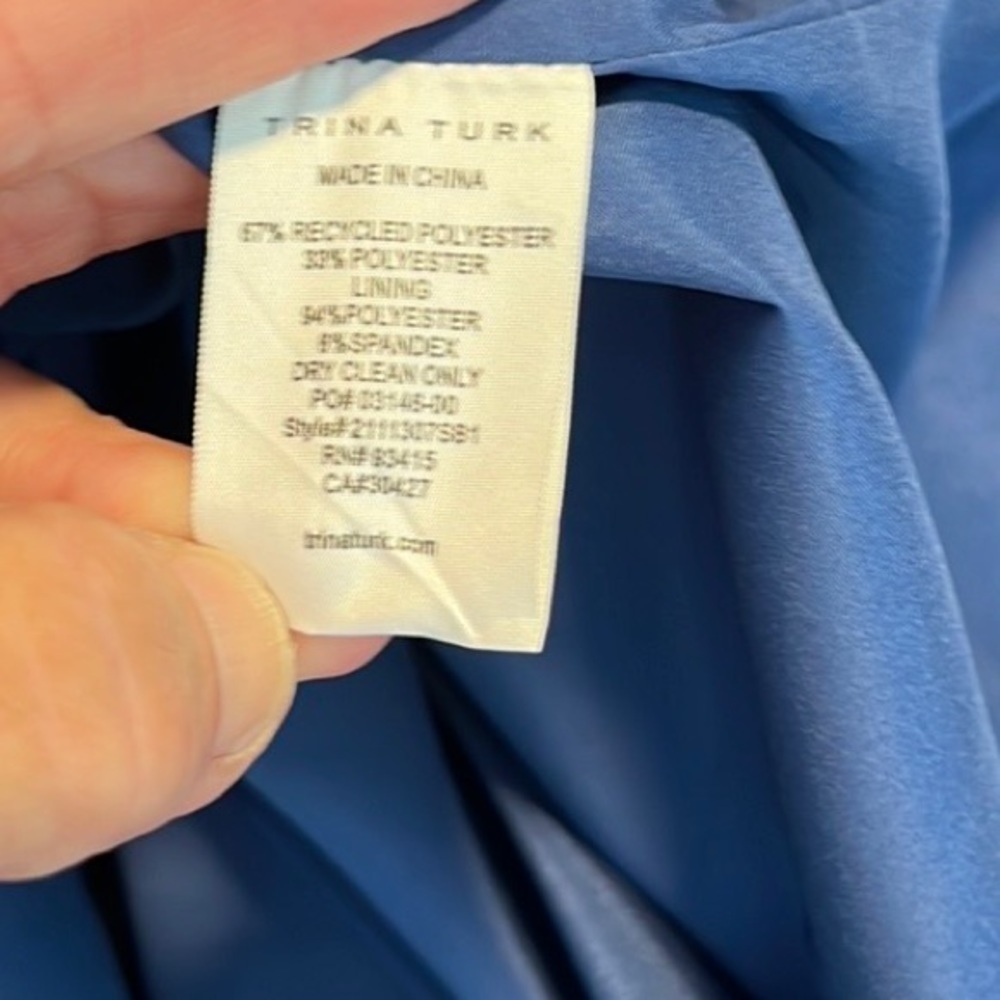 TRINA TURK
MADE IN CHINA
67% RECYCLED POLYESTER
33% POLYESTER
LINING
94%POLYESTER
6%SPANDEX
DRY CLEAN ONLY
PO# 03146-00
Style# 2111307SB1
RN# 93415
CA#30427
trinaturk.com